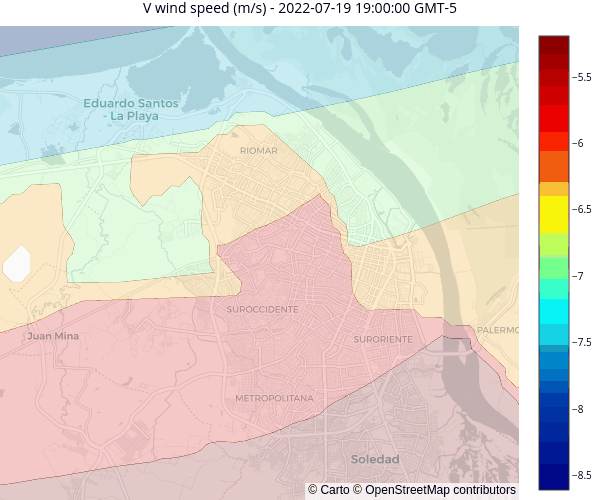 V wind speed (m/s) - 2022-07-19 19:00:00 GMT-5
Eduardo Santos
- La Playa
RIOMAR
SUROCCIDENTE
Juan Mina
SURORIENTE
PALERMO
METROPOLITANA
Soledad
© Carto © OpenStreetMap contributors
−5.5
−6
−6.5
−7
−7.5
−8
−8.5